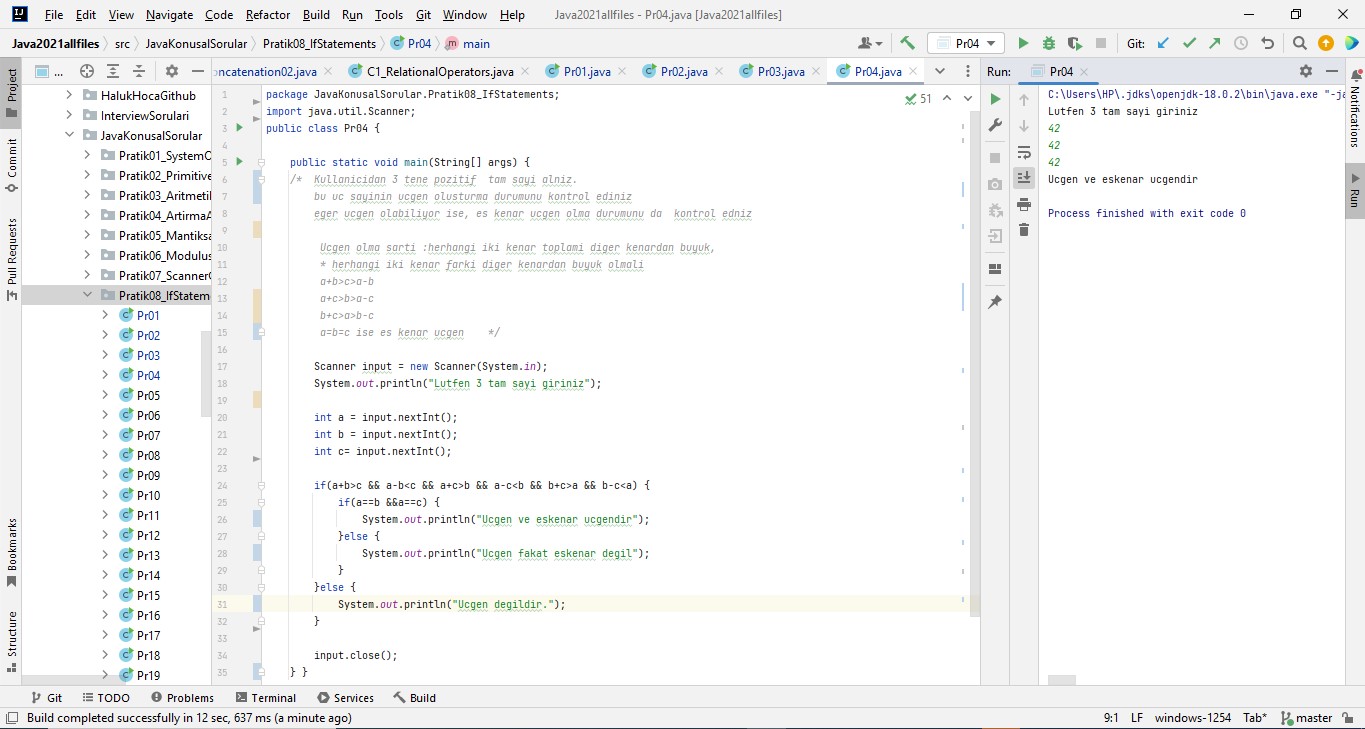 File Edit View Navigate Code Refactor Build Run Tools Git Window Help Java2021allfiles - Pr04.java [Java2021allfiles]
Java2021allfiles src JavaKonusalSorular Pratik08_IfStatements Pr04 main Pr04 Git:
Project
Commit
Pull Requests
Bookmarks
Structure
...
HalukHocaGithub
InterviewSorulari
JavaKonusalSorular
Pratik01_SystemO
Pratik02_Primitive
Pratik03_Aritmetil
Pratik04_ArtirmaA
Pratik05_Mantiksa
Pratik06_Modulus
Pratik07_Scanner
Pratik08_IfStatem
Pr01
Pr02
Pr03
Pr04
Pr05
Pr06
Pr07
Pr08
Pr09
Pr10
Pr11
Pr12
Pr13
Pr14
Pr15
Pr16
Pr17
Pr18
Pr19
oncatenation02.java C1_RelationalOperators.java Pr01.java Pr02.java Pr03.java Pr04.java
51
1 package JavaKonusalSorular.Pratik08_IfStatements;
2 import java.util.Scanner;
3 public class Pr04 {
4
5 public static void main(String[] args) {
6 /* Kullanicidan 3 tene pozitif tam sayi alniz.
7 bu uc sayinin ucgen olusturma durumunu kontrol ediniz
8 eger ucgen olabiliyor ise, es kenar ucgen olma durumunu da kontrol edniz
9
10 Ucgen olma sarti :herhangi iki kenar toplami diger kenardan buyuk,
11 * herhangi iki kenar farki diger kenardan buyuk olmali
12 a+b>c>a-b
13 a+c>b>a-c
14 b+c>a>b-c
15 a=b=c ise es kenar ucgen */
16
17 Scanner input = new Scanner(System.in);
18 System.out.println("Lutfen 3 tam sayi giriniz");
19
20 int a = input.nextInt();
21 int b = input.nextInt();
22 int c= input.nextInt();
23
24 if(a+b>c && a-b<c && a+c>b && a-c<b && b+c>a && b-c<a) {
25 if(a==b &&a==c) {
26 System.out.println("Ucgen ve eskenar ucgendir");
27 }else {
28 System.out.println("Ucgen fakat eskenar degil");
29 }
30 }else {
31 System.out.println("Ucgen degildir.");
32 }
33
34 input.close();
35 } }
Run: Pr04
C:\Users\HP\.jdks\openjdk-18.0.2\bin\java.exe "-ja
Lutfen 3 tam sayi giriniz
42
42
42
Ucgen ve eskenar ucgendir
Process finished with exit code 0
Notifications
Run
Git TODO Problems Terminal Services Build
Build completed successfully in 12 sec, 637 ms (a minute ago) 9:1 LF windows-1254 Tab* master